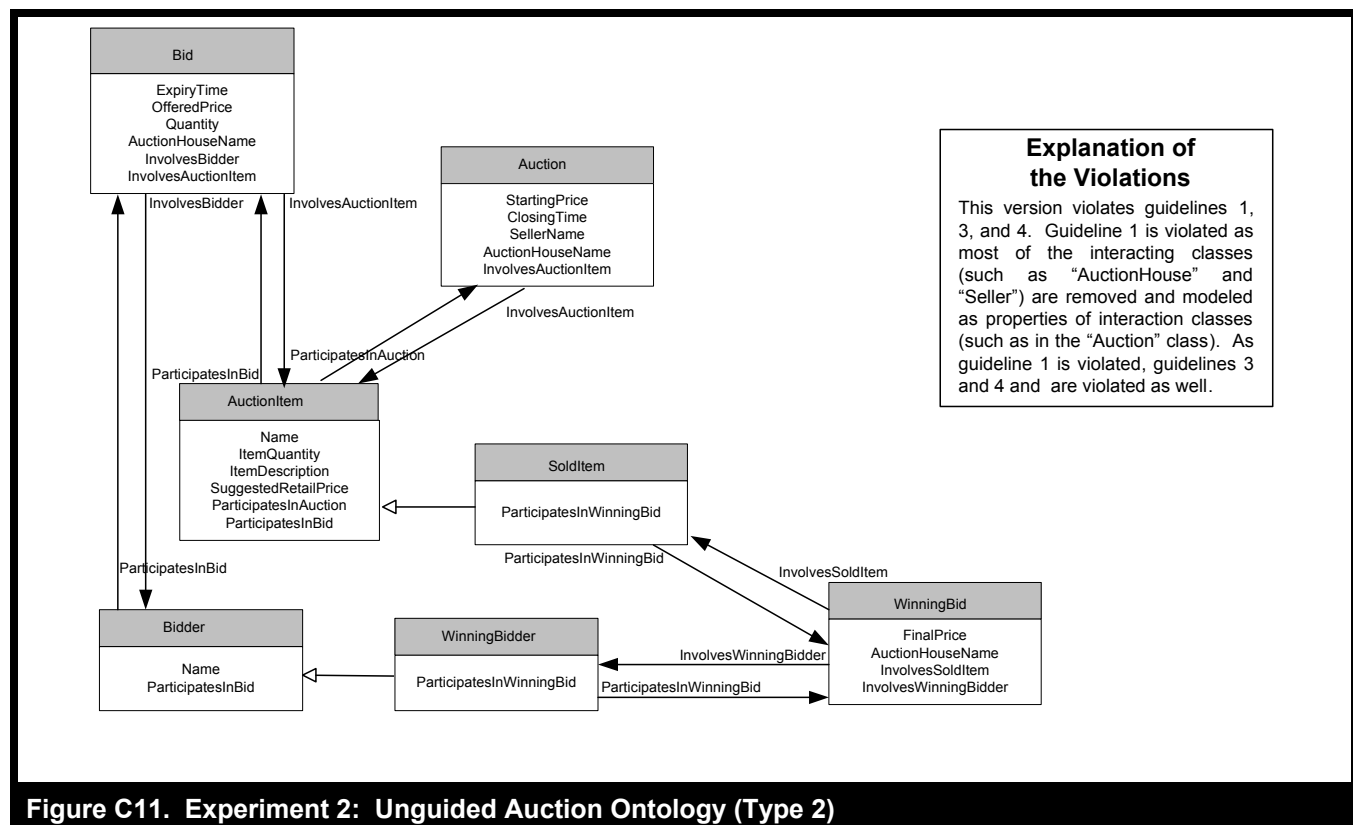 Bid
ExpiryTime
OfferedPrice
Quantity
AuctionHouseName
InvolvesBidder
InvolvesAuctionItem
InvolvesBidder
InvolvesAuctionItem
Auction
StartingPrice
ClosingTime
SellerName
AuctionHouseName
InvolvesAuctionItem
InvolvesAuctionItem
Explanation of
the Violations
This version violates guidelines 1,
3, and 4. Guideline 1 is violated as
most of the interacting classes
(such as “AuctionHouse” and
“Seller”) are removed and modeled
as properties of interaction classes
(such as in the “Auction” class). As
guideline 1 is violated, guidelines 3
and 4 and are violated as well.
ParticipatesInAuction
ParticipatesInBid
AuctionItem
Name
ItemQuantity
ItemDescription
SuggestedRetailPrice
ParticipatesInAuction
ParticipatesInBid
SoldItem
ParticipatesInWinningBid
ParticipatesInWinningBid
InvolvesSoldItem
ParticipatesInBid
Bidder
Name
ParticipatesInBid
WinningBidder
ParticipatesInWinningBid
InvolvesWinningBidder
ParticipatesInWinningBid
WinningBid
FinalPrice
AuctionHouseName
InvolvesSoldItem
InvolvesWinningBidder
Figure C11. Experiment 2: Unguided Auction Ontology (Type 2)